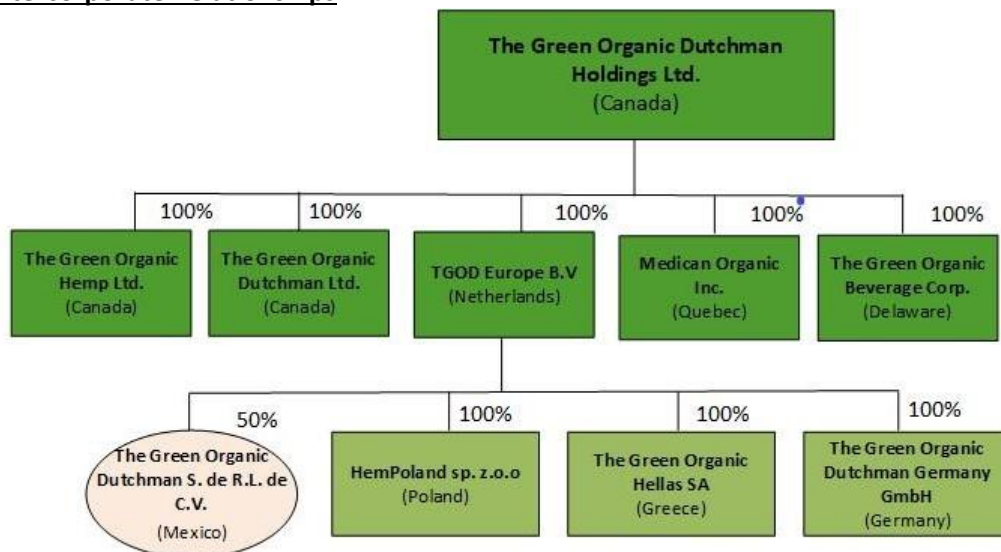 The Green Organic Dutchman
Holdings Ltd.
(Canada)
100%
100%
100%
100%
100%
The Green Organic
Hemp Ltd.
(Canada)
The Green Organic
Dutchman Ltd.
(Canada)
TGOD Europe B.V
(Netherlands)
Medican Organic
Inc.
(Quebec)
The Green Organic
Beverage Corp.
(Delaware)
50%
100%
100%
100%
The Green Organic
Dutchman S. de R.L. de
C.V.
(Mexico)
HemPoland sp. z.o.o
(Poland)
The Green Organic
Hellas SA
(Greece)
The Green Organic
Dutchman Germany
GmbH
(Germany)